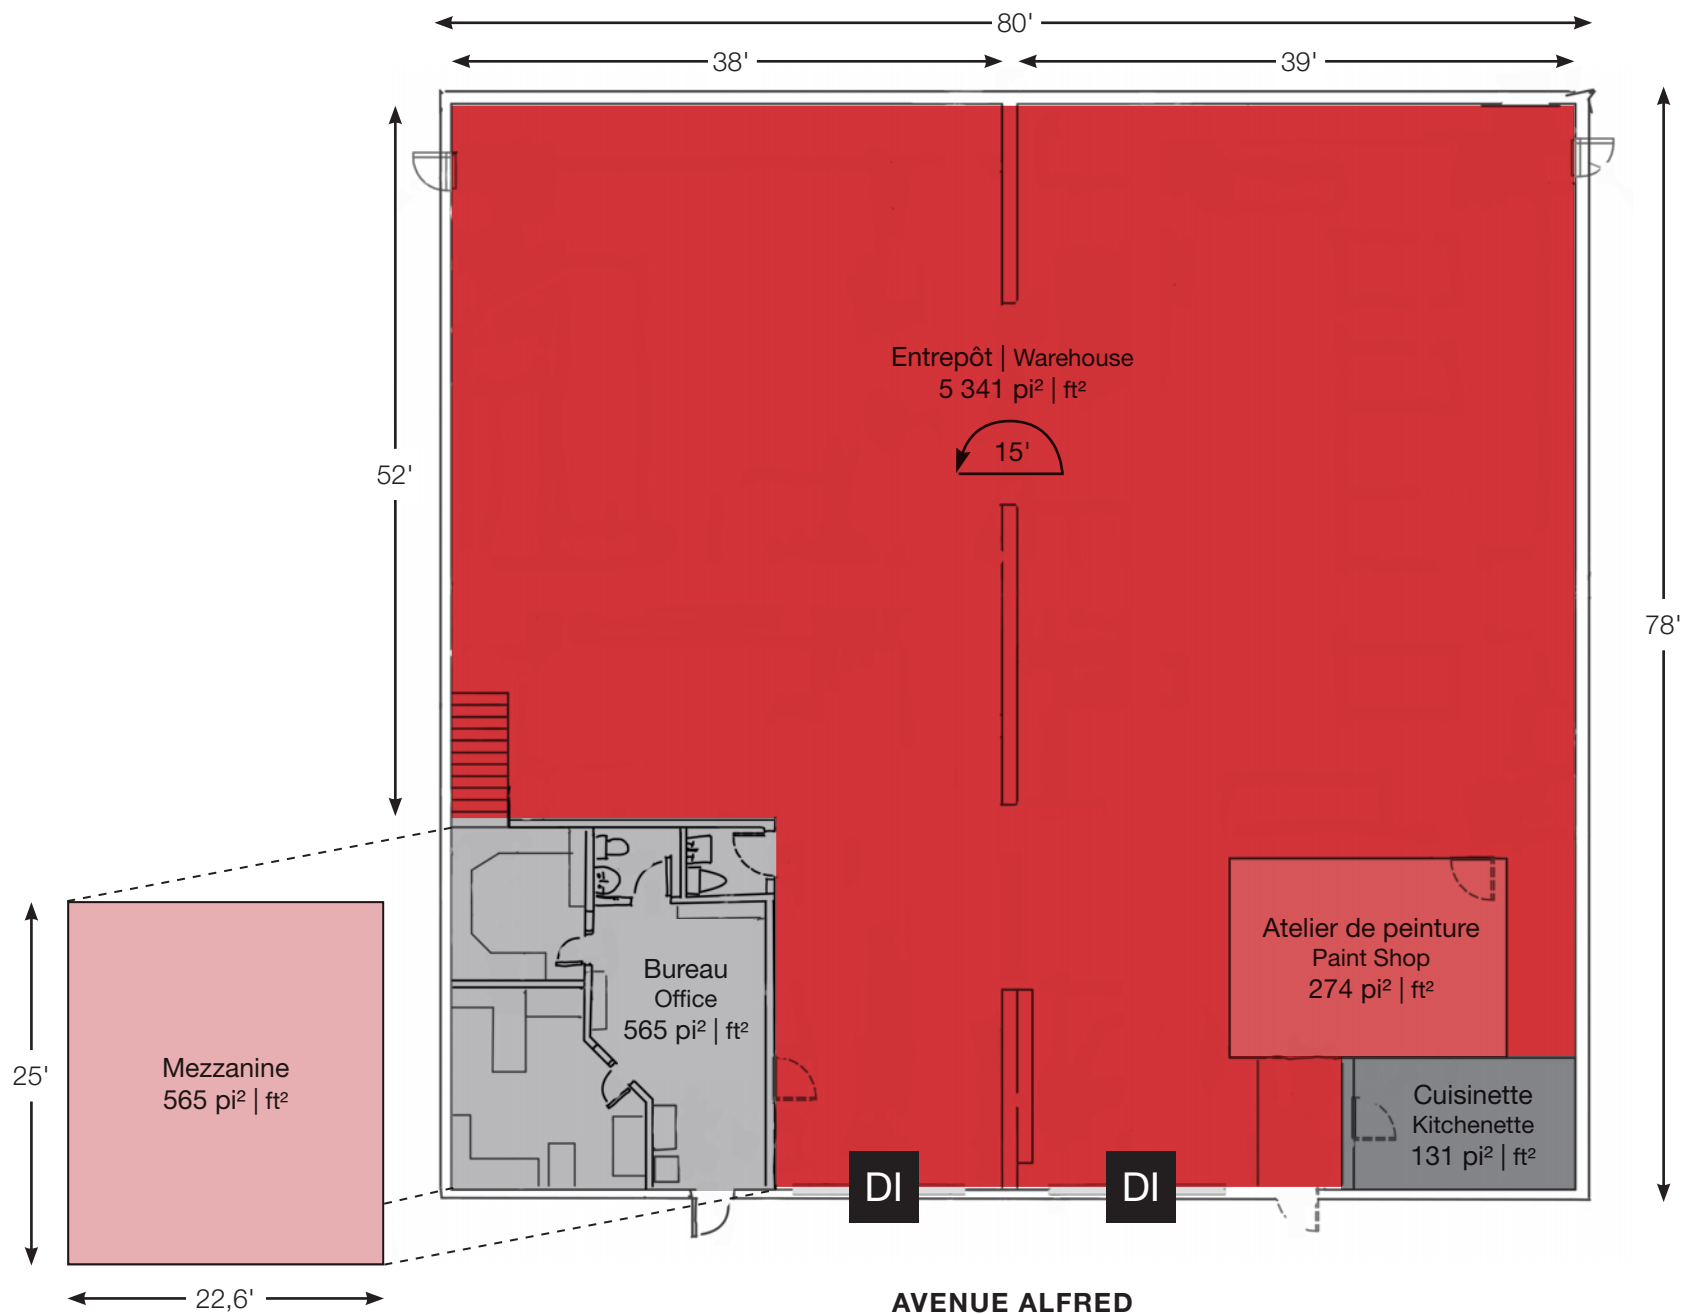 80'
38'
39'
Entrepôt | Warehouse
5 341 pi² | ft²
15'
52'
78'
Atelier de peinture
Paint Shop
274 pi² | ft²
Bureau
Office
565 pi² | ft²
Mezzanine
565 pi² | ft²
25'
Cuisinette
Kitchenette
131 pi² | ft²
DI
DI
22,6'
AVENUE ALFRED